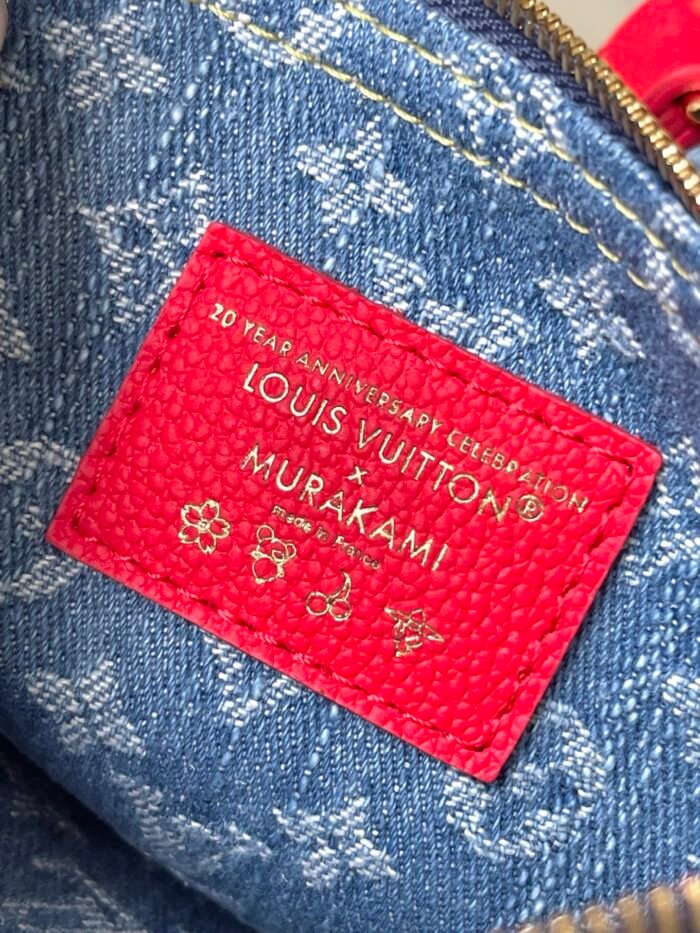 20 YEAR ANNIVERSARY CELEBRATION
LOUIS VUITTON®
x
MURAKAMI
made in France